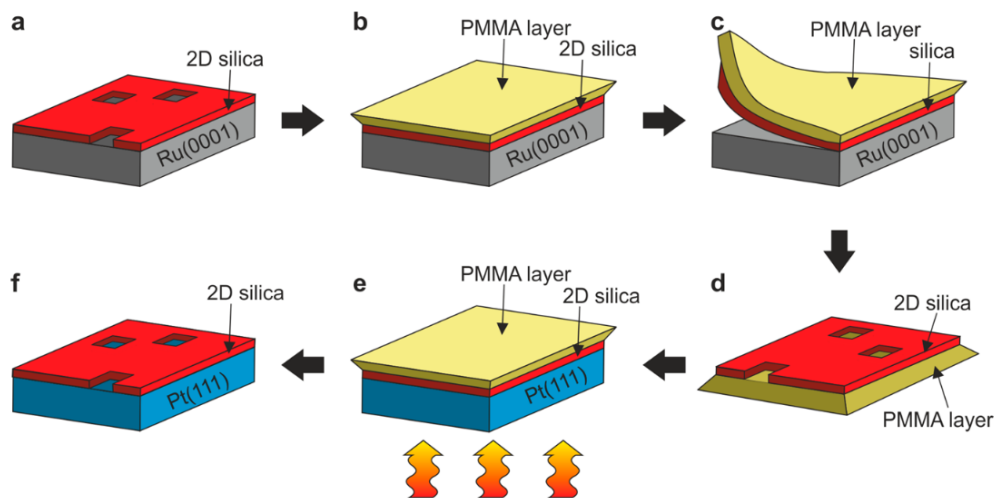 a
2D silica
Ru(0001)
b
PMMA layer
2D silica
Ru(0001)
c
PMMA layer
silica
Ru(0001)
f
2D silica
Pt(111)
e
PMMA layer
2D silica
Pt(111)
d
2D silica
PMMA layer